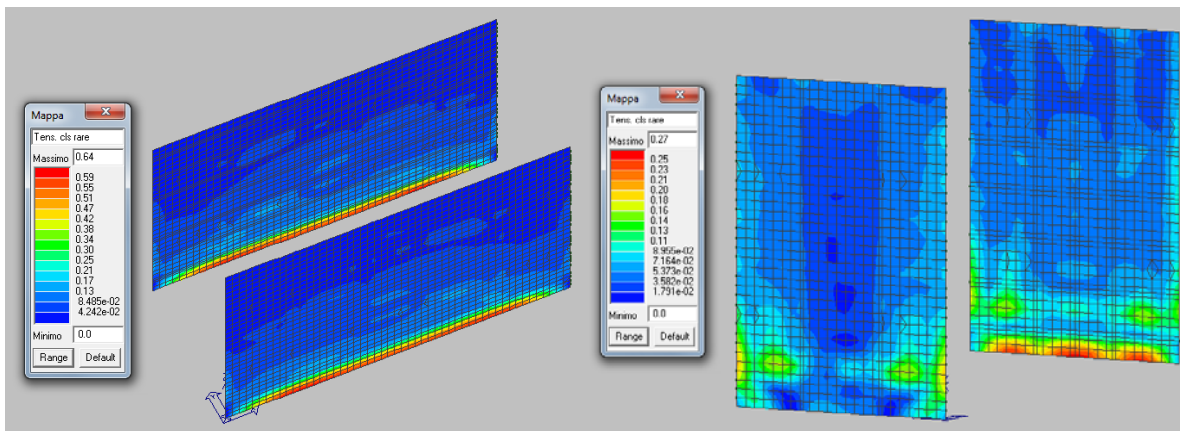 Mappa
x
Tens. cls rare
Massimo 0.64
0.59
0.55
0.51
0.47
0.42
0.38
0.34
0.30
0.25
0.21
0.17
0.13
8.485e-02
4.242e-02
Minimo 0.0
Range Default
Mappa
x
Tens. cls rare
Massimo 0.27
0.25
0.23
0.21
0.20
0.18
0.16
0.14
0.13
0.11
8.955e-02
7.164e-02
5.373e-02
3.582e-02
1.791e-02
Minimo 0.0
Range Default